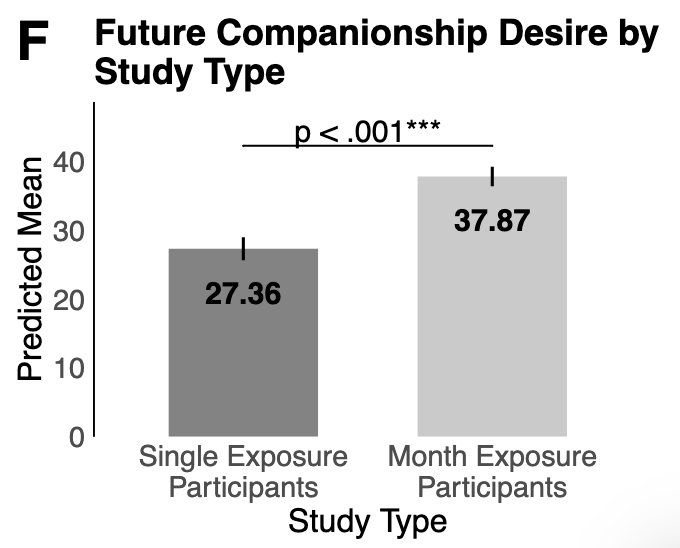 F
Future Companionship Desire by
Study Type
p < .001***
Predicted Mean
40
30
20
10
0
27.36
37.87
Single Exposure
Participants
Month Exposure
Participants
Study Type